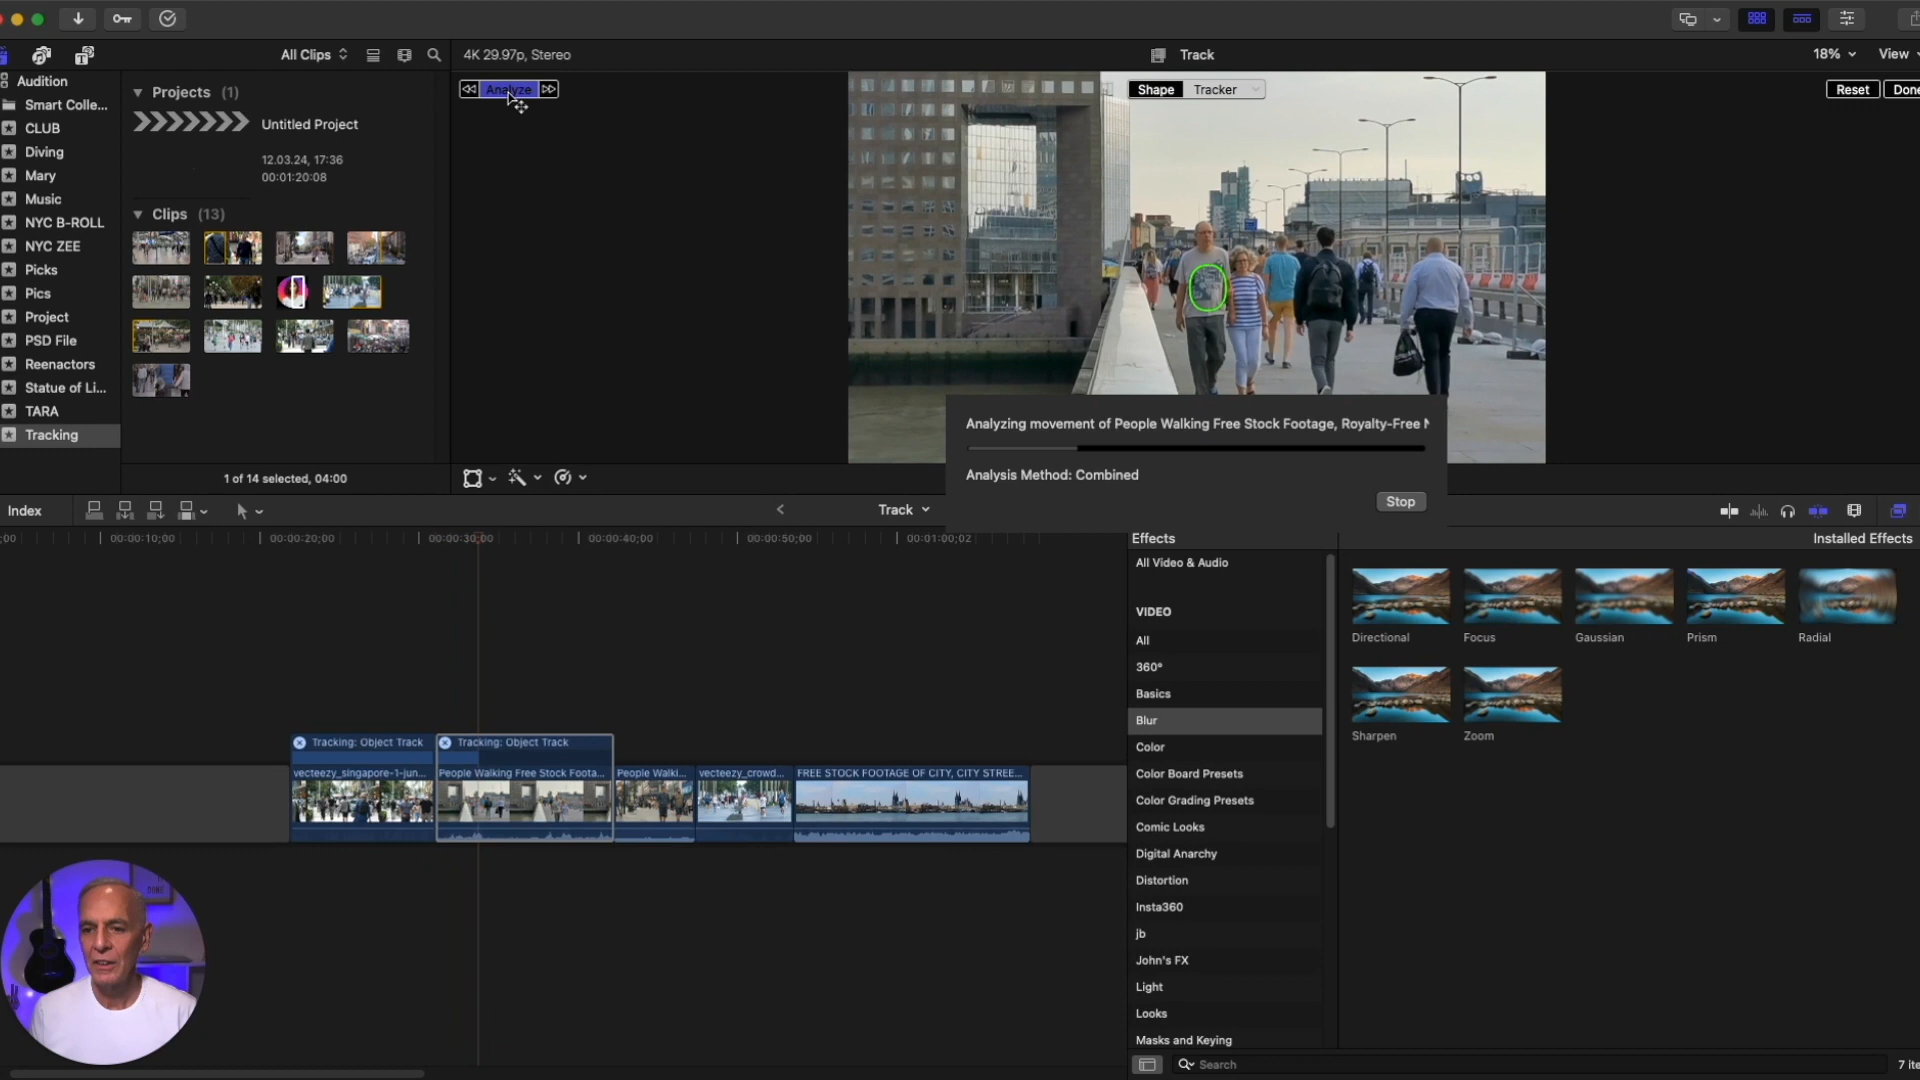 All Clips
4K 29.97p, Stereo
Track
18%
View
Audition
Smart Colle...
CLUB
Diving
Mary
Music
NYC B-ROLL
NYC ZEE
Picks
Pics
Project
PSD File
Reenactors
Statue of Li...
TARA
Tracking
Projects (1)
Untitled Project
12.03.24, 17:36
00:01:20:08
Clips (13)
1 of 14 selected, 04:00
Analyze
Shape
Tracker
Reset
Done
Analyzing movement of People Walking Free Stock Footage, Royalty-Free
Analysis Method: Combined
Stop
Index
Track
00:00:10;00
00:00:20;00
00:00:30;00
00:00:40;00
00:00:50;00
00:01:00;02
Tracking: Object Track
Tracking: Object Track
vecteezy_singapore-1-jun...
People Walking Free Stock Foota...
People Walki...
vecteezy_crowd...
FREE STOCK FOOTAGE OF CITY, CITY STREE...
Effects
Installed Effects
All Video & Audio
VIDEO
All
360°
Basics
Blur
Color
Color Board Presets
Color Grading Presets
Comic Looks
Digital Anarchy
Distortion
Insta360
jb
John's FX
Light
Looks
Masks and Keying
Directional
Focus
Gaussian
Prism
Radial
Sharpen
Zoom
Search
7 ite